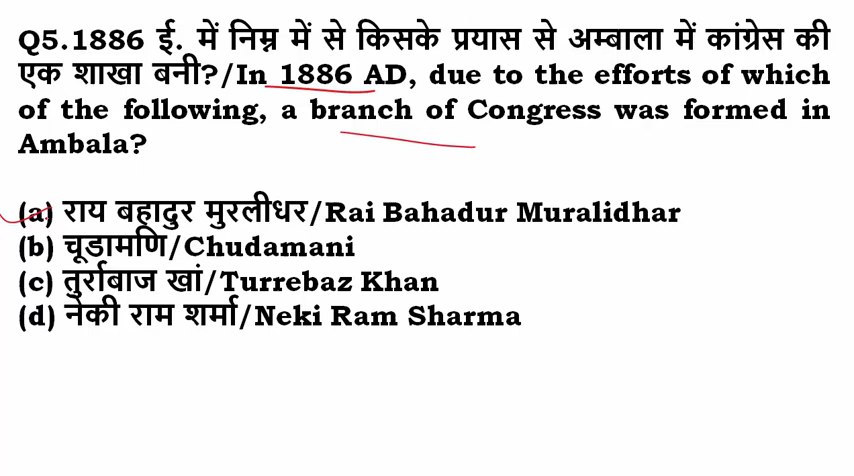 Q5.1886 ई. में निम्न में से किसके प्रयास से अम्बाला में कांग्रेस की
एक शाखा बनी?/In 1886 AD, due to the efforts of which
of the following, a branch of Congress was formed in
Ambala?
(a) राय बहादुर मुरलीधर/Rai Bahadur Muralidhar
(b) चूडामणि/Chudamani
(c) तुर्राबाज खां/Turrebaz Khan
(d) नेकी राम शर्मा/Neki Ram Sharma